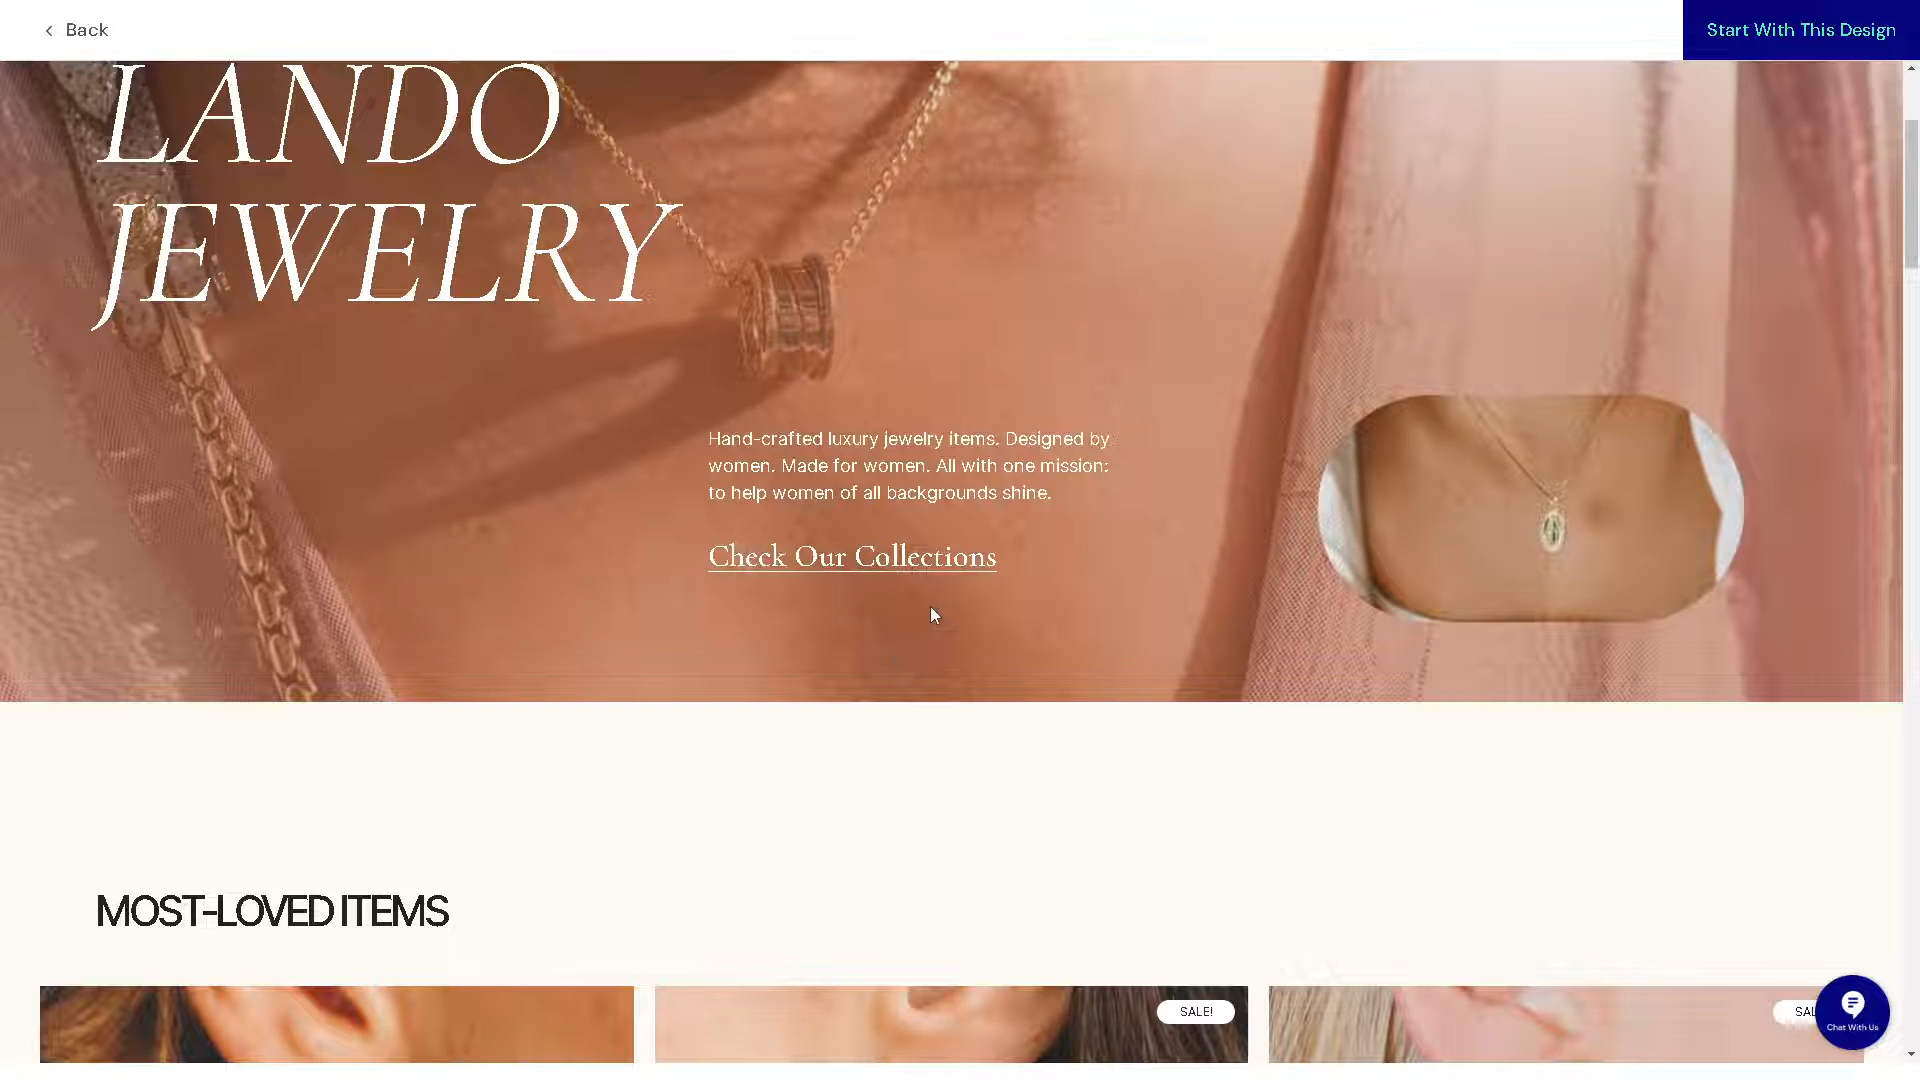 Back
Start With This Design
LANDO
JEWELRY
Hand-crafted luxury jewelry items. Designed by
women. Made for women. All with one mission:
to help women of all backgrounds shine.
Check Our Collections
MOST-LOVED ITEMS
SALE!
SAL
Chat With Us